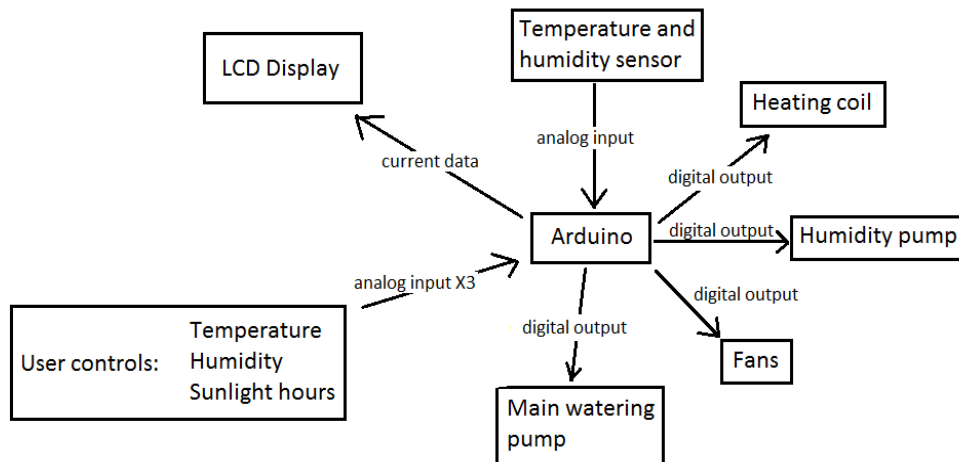 Temperature and
humidity sensor
LCD Display
Heating coil
analog input
current data
digital output
Arduino
digital output
Humidity pump
analog input X3
digital output
User controls:
Temperature
Humidity
Sunlight hours
digital output
Fans
Main watering
pump